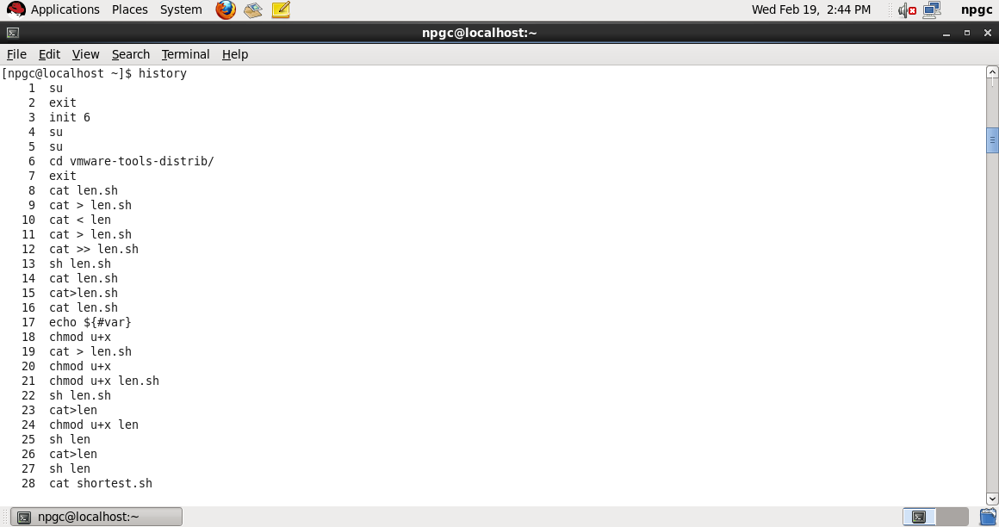 Applications Places System Wed Feb 19, 2:44 PM npgc
npgc@localhost:~
File Edit View Search Terminal Help
[npgc@localhost ~]$ history
1 su
2 exit
3 init 6
4 su
5 su
6 cd vmware-tools-distrib/
7 exit
8 cat len.sh
9 cat > len.sh
10 cat < len
11 cat > len.sh
12 cat >> len.sh
13 sh len.sh
14 cat len.sh
15 cat>len.sh
16 cat len.sh
17 echo ${#var}
18 chmod u+x
19 cat > len.sh
20 chmod u+x
21 chmod u+x len.sh
22 sh len.sh
23 cat>len
24 chmod u+x len
25 sh len
26 cat>len
27 sh len
28 cat shortest.sh
npgc@localhost:~